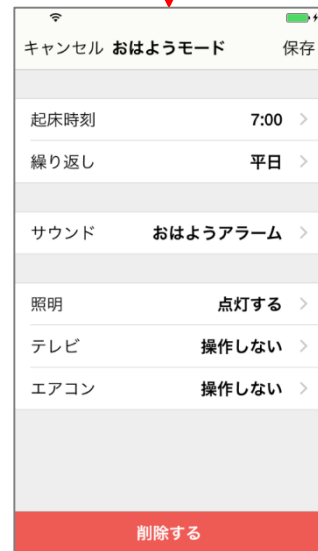 キャンセル おはようモード 保存
起床時刻 7:00
繰り返し 平日
サウンド おはようアラーム
照明 点灯する
テレビ 操作しない
エアコン 操作しない
削除する